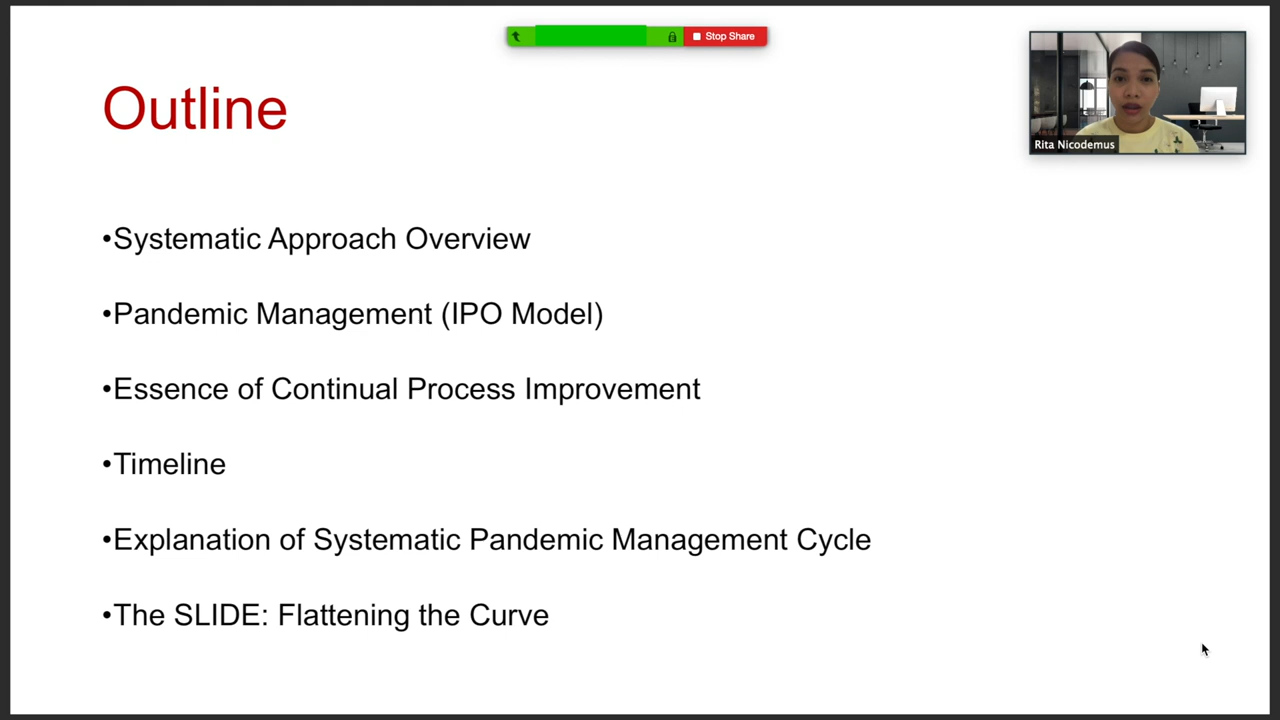 Stop Share
Outline
Rita Nicodemus
•Systematic Approach Overview
•Pandemic Management (IPO Model)
•Essence of Continual Process Improvement
•Timeline
•Explanation of Systematic Pandemic Management Cycle
•The SLIDE: Flattening the Curve